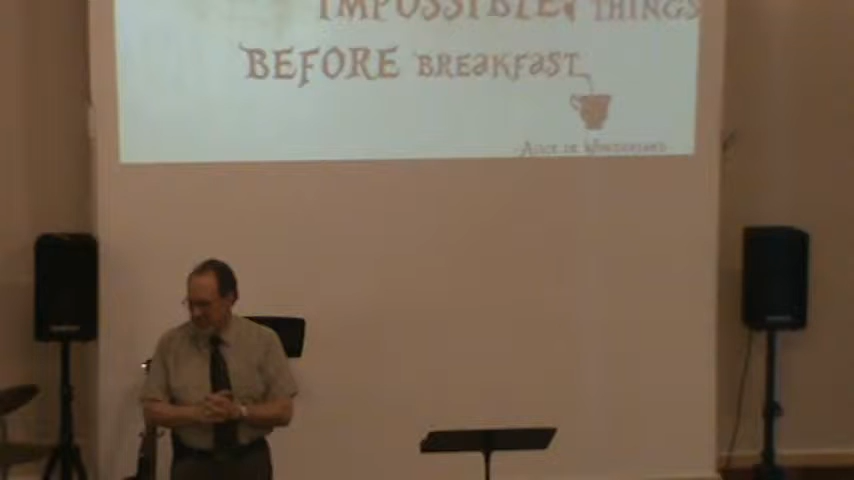 IMPOSSIBLE THINGS
BEFORE BREAKFAST
-ALICE IN WONDERLAND